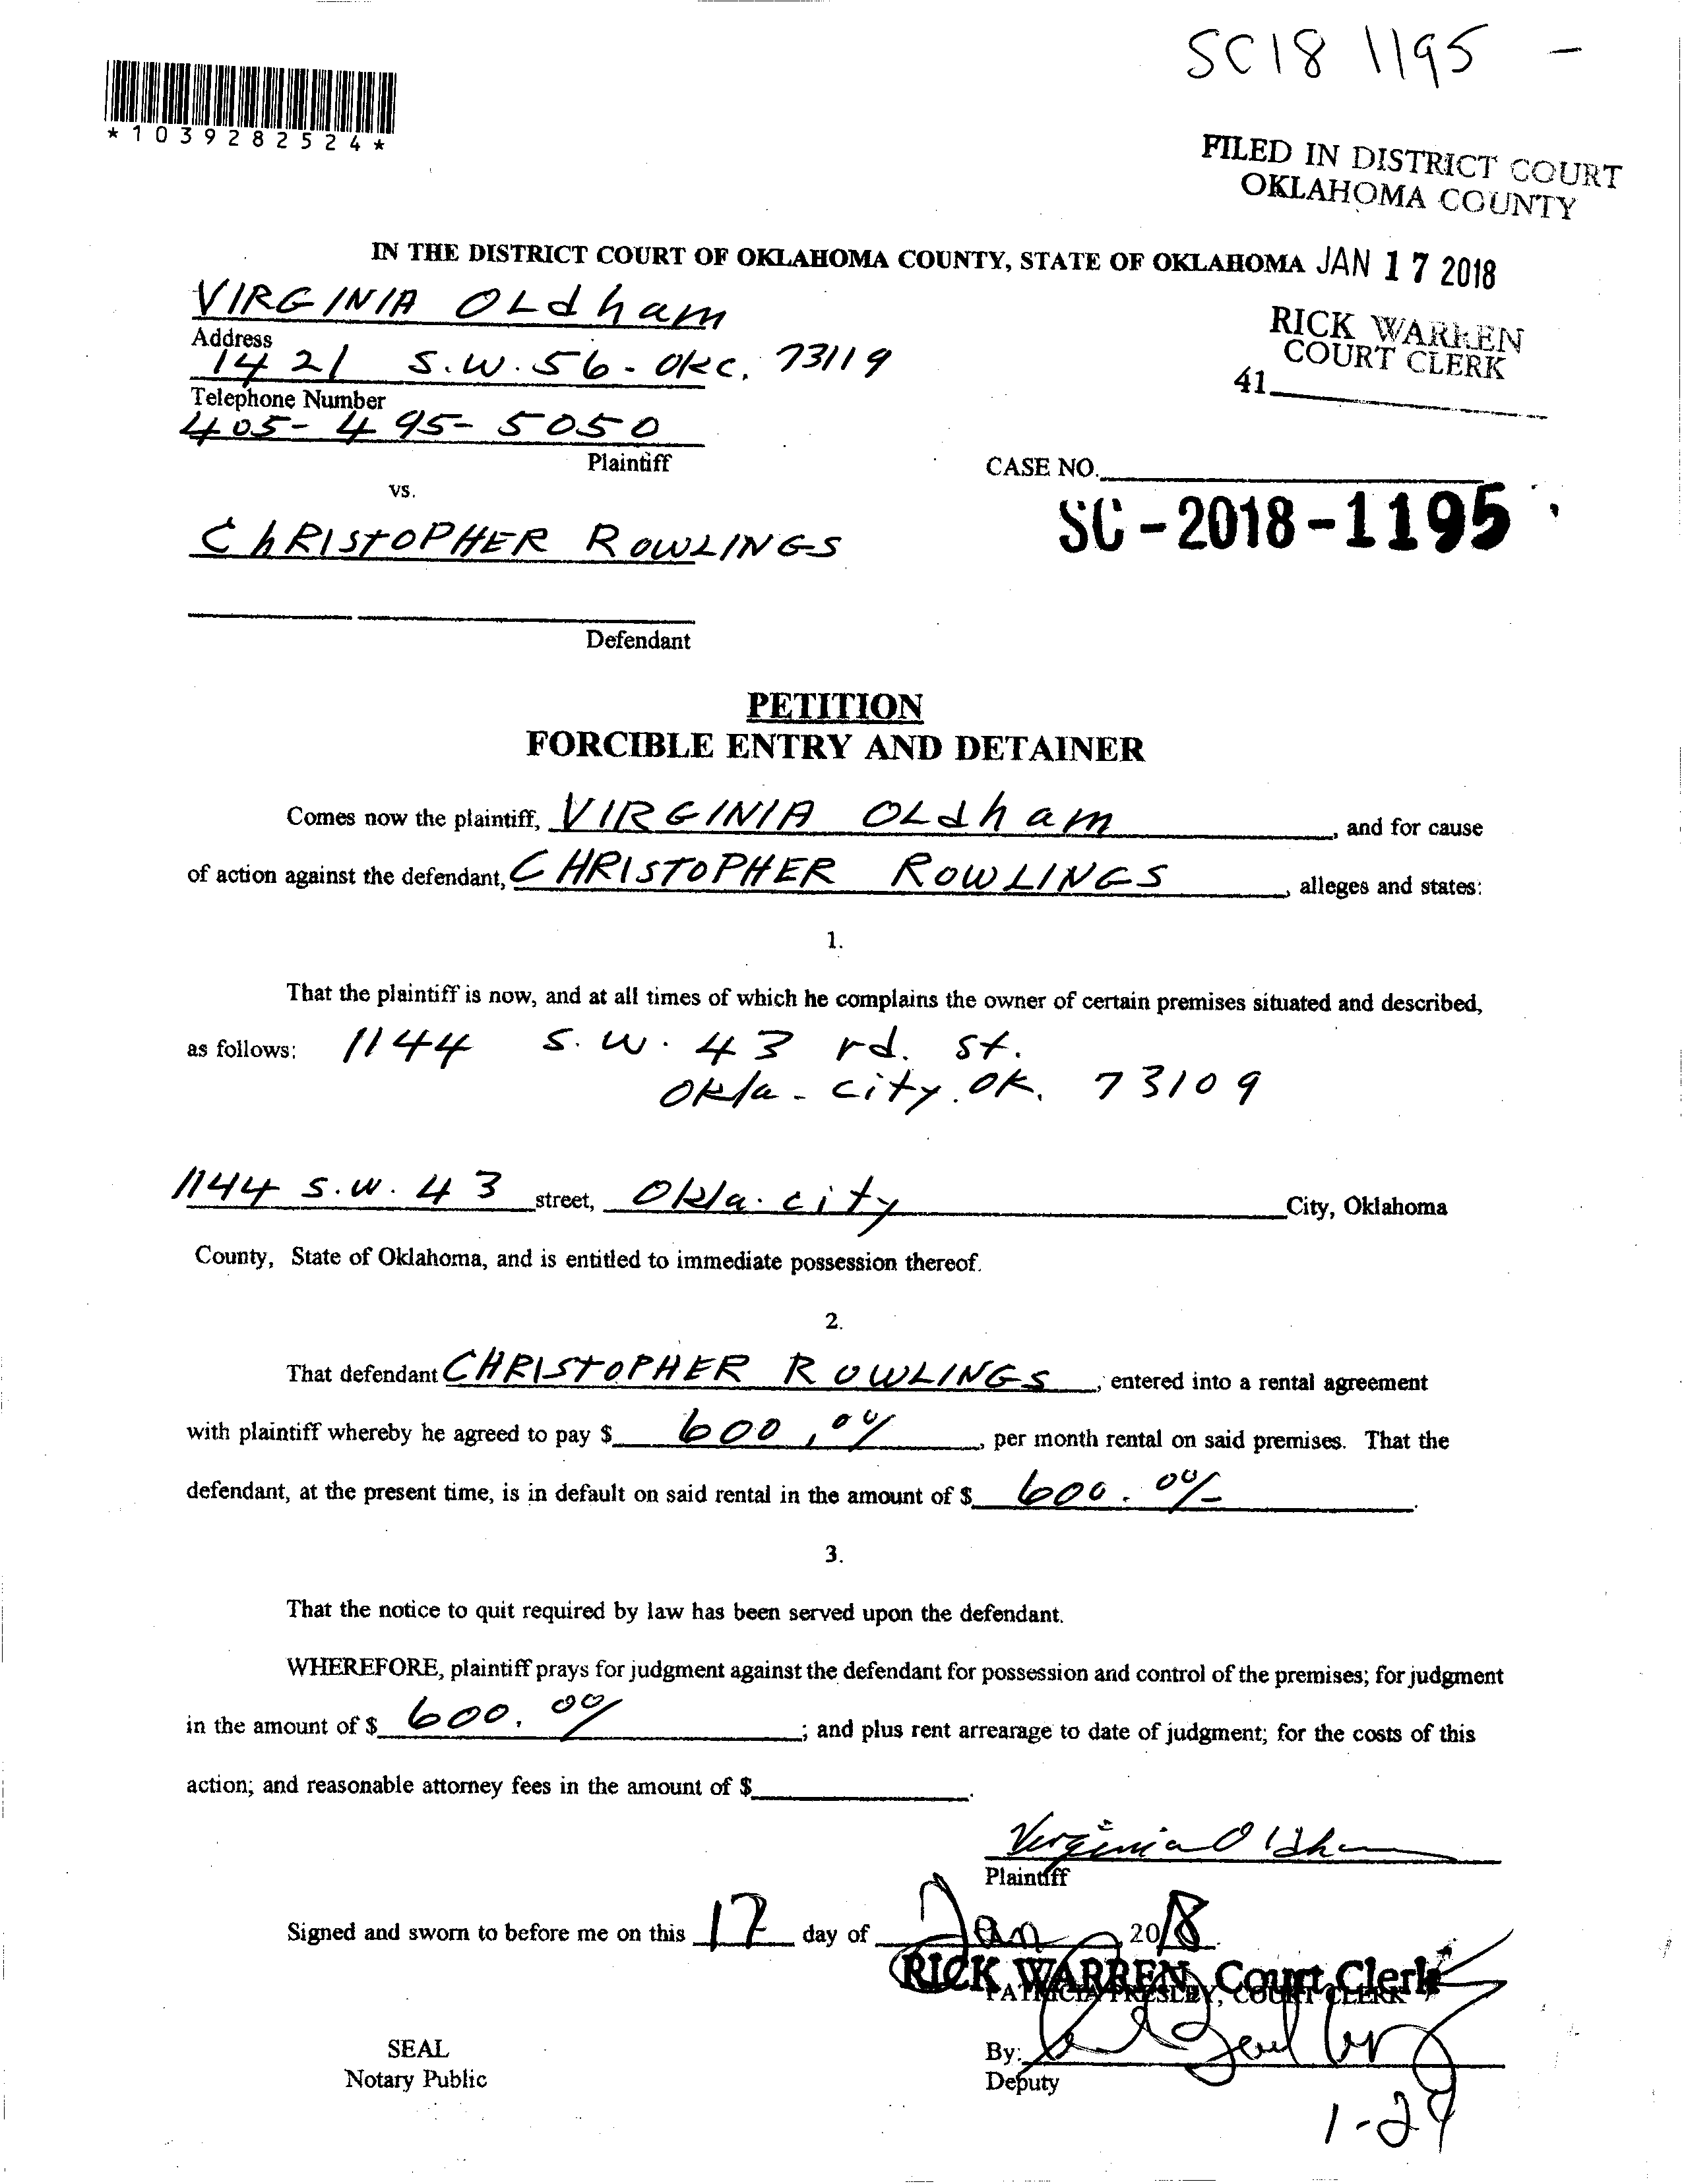 SC18 1195 -
*1039282524*
FILED IN DISTRICT COURT
OKLAHOMA COUNTY
IN THE DISTRICT COURT OF OKLAHOMA COUNTY, STATE OF OKLAHOMA JAN 17 2018
VIRGINIA OLdham
RICK WARREN
COURT CLERK
Address
1421 S.W. 56 - OKC. 73119
41
Telephone Number
405-495-5050
Plaintiff
CASE NO.
vs.
SC-2018-1195
ChRIStOPHER ROWLINGS
Defendant
PETITION
FORCIBLE ENTRY AND DETAINER
Comes now the plaintiff, VIRGINIA OLdham, and for cause
of action against the defendant, CHRISTOPHER ROWLINGS, alleges and states:
1.
That the plaintiff is now, and at all times of which he complains the owner of certain premises situated and described,
as follows: 1144 S.W. 43 rd. St.
Okla - city. OK. 73109
1144 S.W. 43 street, Okla. city City, Oklahoma
County, State of Oklahoma, and is entitled to immediate possession thereof.
2.
That defendant CHRIStOPHER ROWLINGS, entered into a rental agreement
with plaintiff whereby he agreed to pay $ 600.00, per month rental on said premises. That the
defendant, at the present time, is in default on said rental in the amount of $ 600.00.
3.
That the notice to quit required by law has been served upon the defendant.
WHEREFORE, plaintiff prays for judgment against the defendant for possession and control of the premises; for judgment
in the amount of $ 600.00; and plus rent arrearage to date of judgment; for the costs of this
action; and reasonable attorney fees in the amount of $.
Virginia Oldham
Plaintiff
Signed and sworn to before me on this 17 day of Jan, 2018.
RICK WARREN, Court Clerk
PATRICIA PRESLEY, COURT CLERK
SEAL
By:
Notary Public
Deputy
1-29